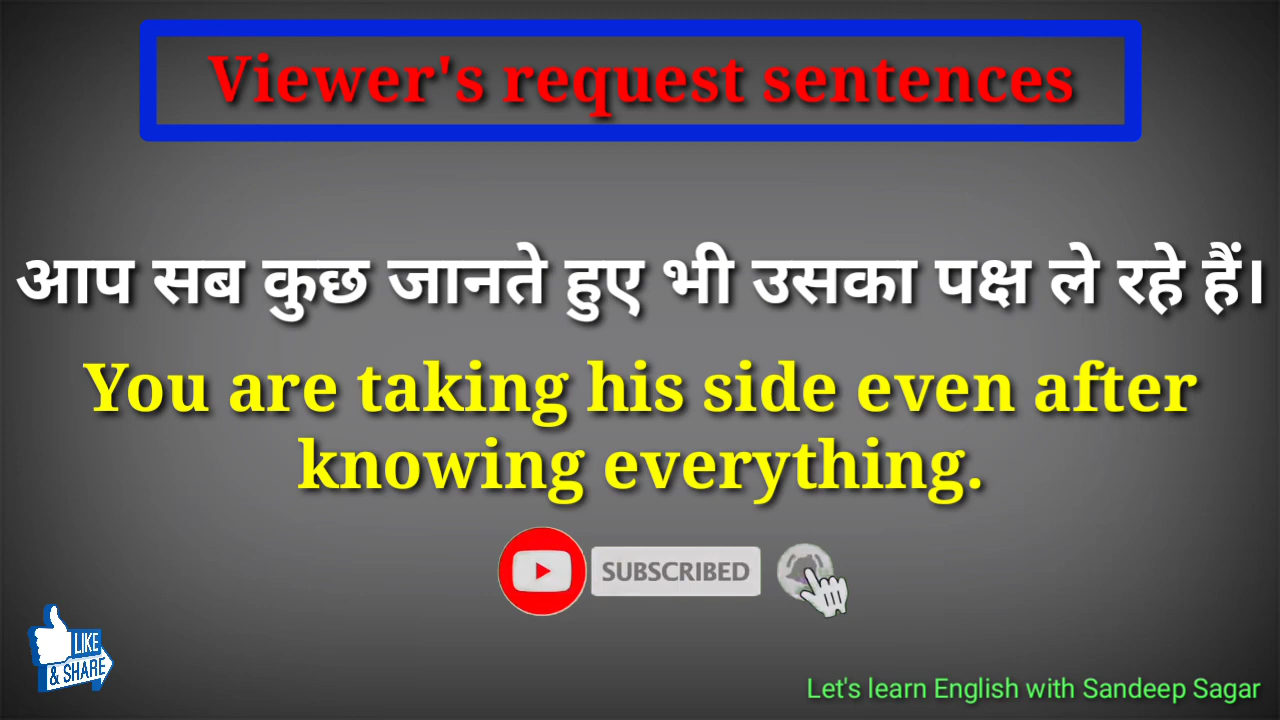 Viewer's request sentences
आप सब कुछ जानते हुए भी उसका पक्ष ले रहे हैं।
You are taking his side even after
knowing everything.
SUBSCRIBED
LIKE
& SHARE
Let's learn English with Sandeep Sagar